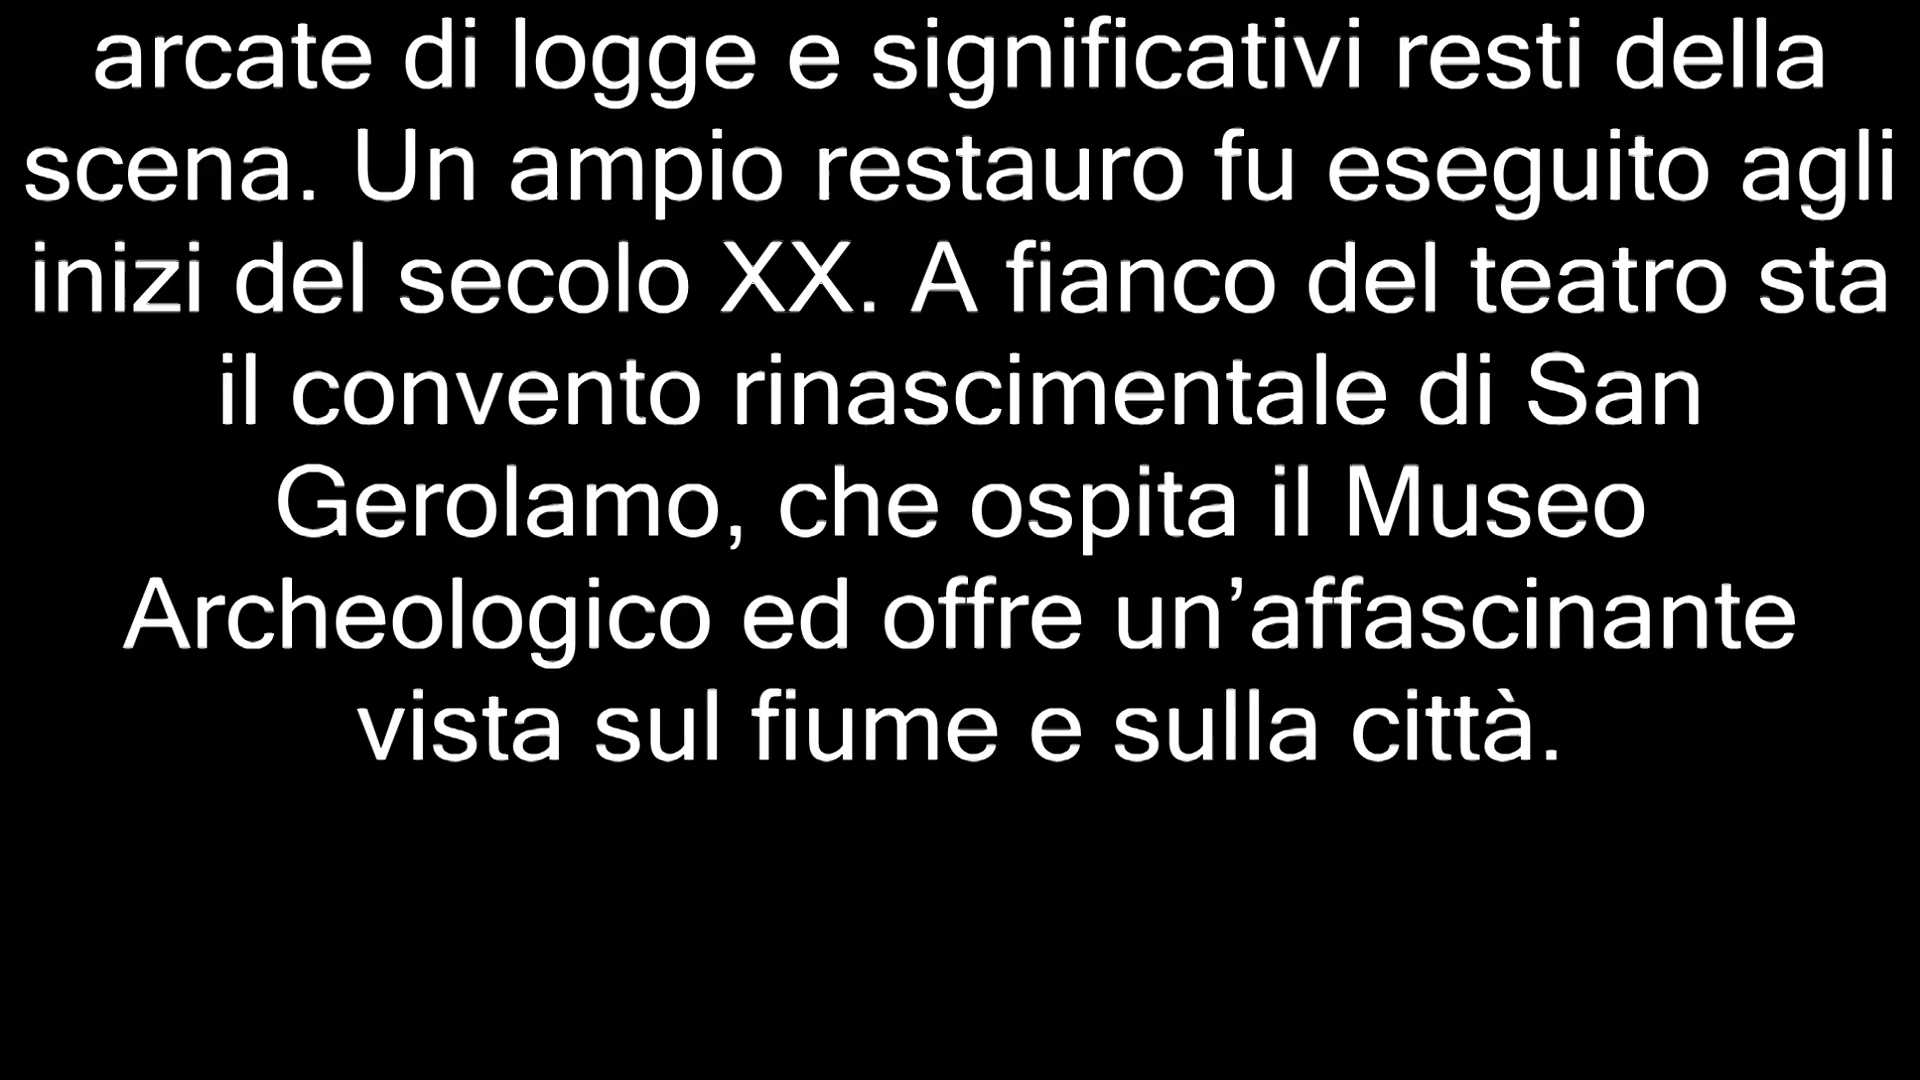 arcate di logge e significativi resti della
scena. Un ampio restauro fu eseguito agli
inizi del secolo XX. A fianco del teatro sta
il convento rinascimentale di San
Gerolamo, che ospita il Museo
Archeologico ed offre un’affascinante
vista sul fiume e sulla città.